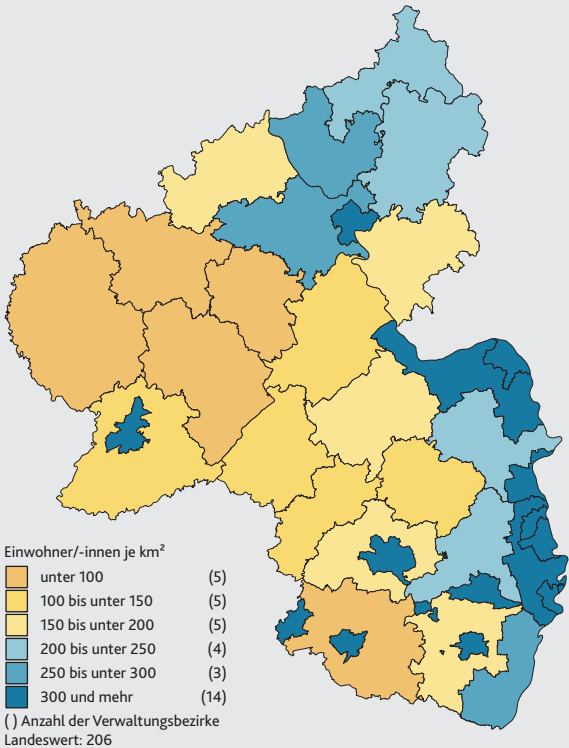 Einwohner/-innen je km²
unter 100 (5)
100 bis unter 150 (5)
150 bis unter 200 (5)
200 bis unter 250 (4)
250 bis unter 300 (3)
300 und mehr (14)
( ) Anzahl der Verwaltungsbezirke
Landeswert: 206